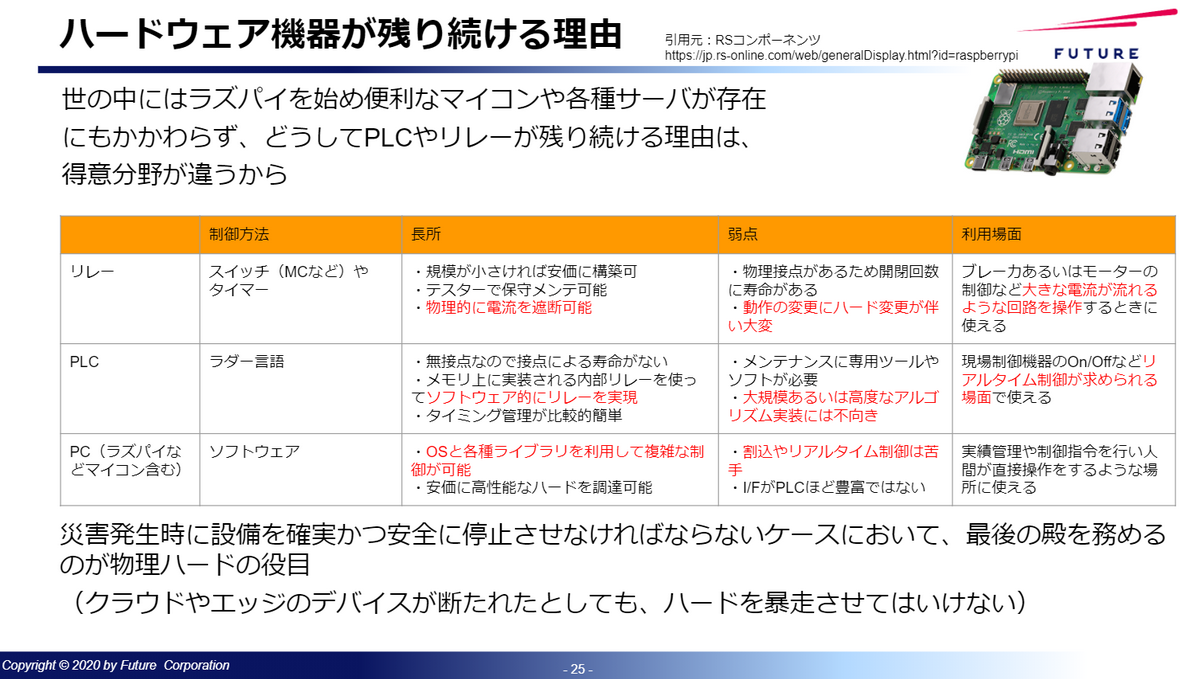 ハードウェア機器が残り続ける理由
引用元：RSコンポーネンツ
https://jp.rs-online.com/web/generalDisplay.html?id=raspberrypi
FUTURE
世の中にはラズパイを始め便利なマイコンや各種サーバが存在
にもかかわらず、どうしてPLCやリレーが残り続ける理由は、
得意分野が違うから
制御方法
長所
弱点
利用場面
リレー
スイッチ（MCなど）や
タイマー
・規模が小さければ安価に構築可
・テスターで保守メンテ可能
・物理的に電流を遮断可能
・物理接点があるため開閉回数
に寿命がある
・動作の変更にハード変更が伴
い大変
ブレーカあるいはモーターの
制御など大きな電流が流れる
ような回路を操作するときに
使える
PLC
ラダー言語
・無接点なので接点による寿命がない
・メモリ上に実装される内部リレーを使っ
てソフトウェア的にリレーを実現
・タイミング管理が比較的簡単
・メンテナンスに専用ツールや
ソフトが必要
・大規模あるいは高度なアルゴ
リズム実装には不向き
現場制御機器のOn/Offなどリ
アルタイム制御が求められる
場面で使える
PC（ラズパイな
どマイコン含む）
ソフトウェア
・OSと各種ライブラリを利用して複雑な制
御が可能
・安価に高性能なハードを調達可能
・割込やリアルタイム制御は苦
手
・I/FがPLCほど豊富ではない
実績管理や制御指令を行い人
間が直接操作をするような場
所に使える
災害発生時に設備を確実かつ安全に停止させなければならないケースにおいて、最後の殿を務める
のが物理ハードの役目
（クラウドやエッジのデバイスが断たれたとしても、ハードを暴走させてはいけない）
Copyright © 2020 by Future Corporation
- 25 -